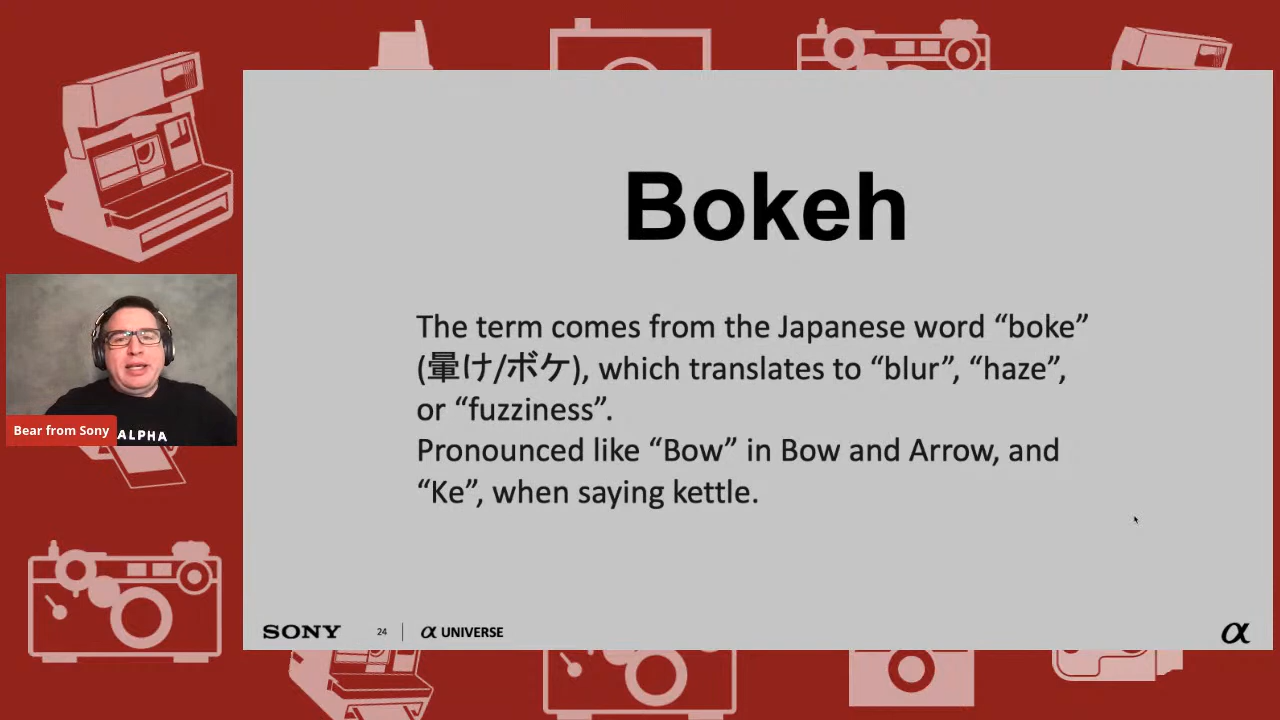 Bokeh
The term comes from the Japanese word “boke”
(暈け/ボケ), which translates to “blur”, “haze”,
or “fuzziness”.
Pronounced like “Bow” in Bow and Arrow, and
“Ke”, when saying kettle.
Bear from Sony
ALPHA
SONY 24 α UNIVERSE
α